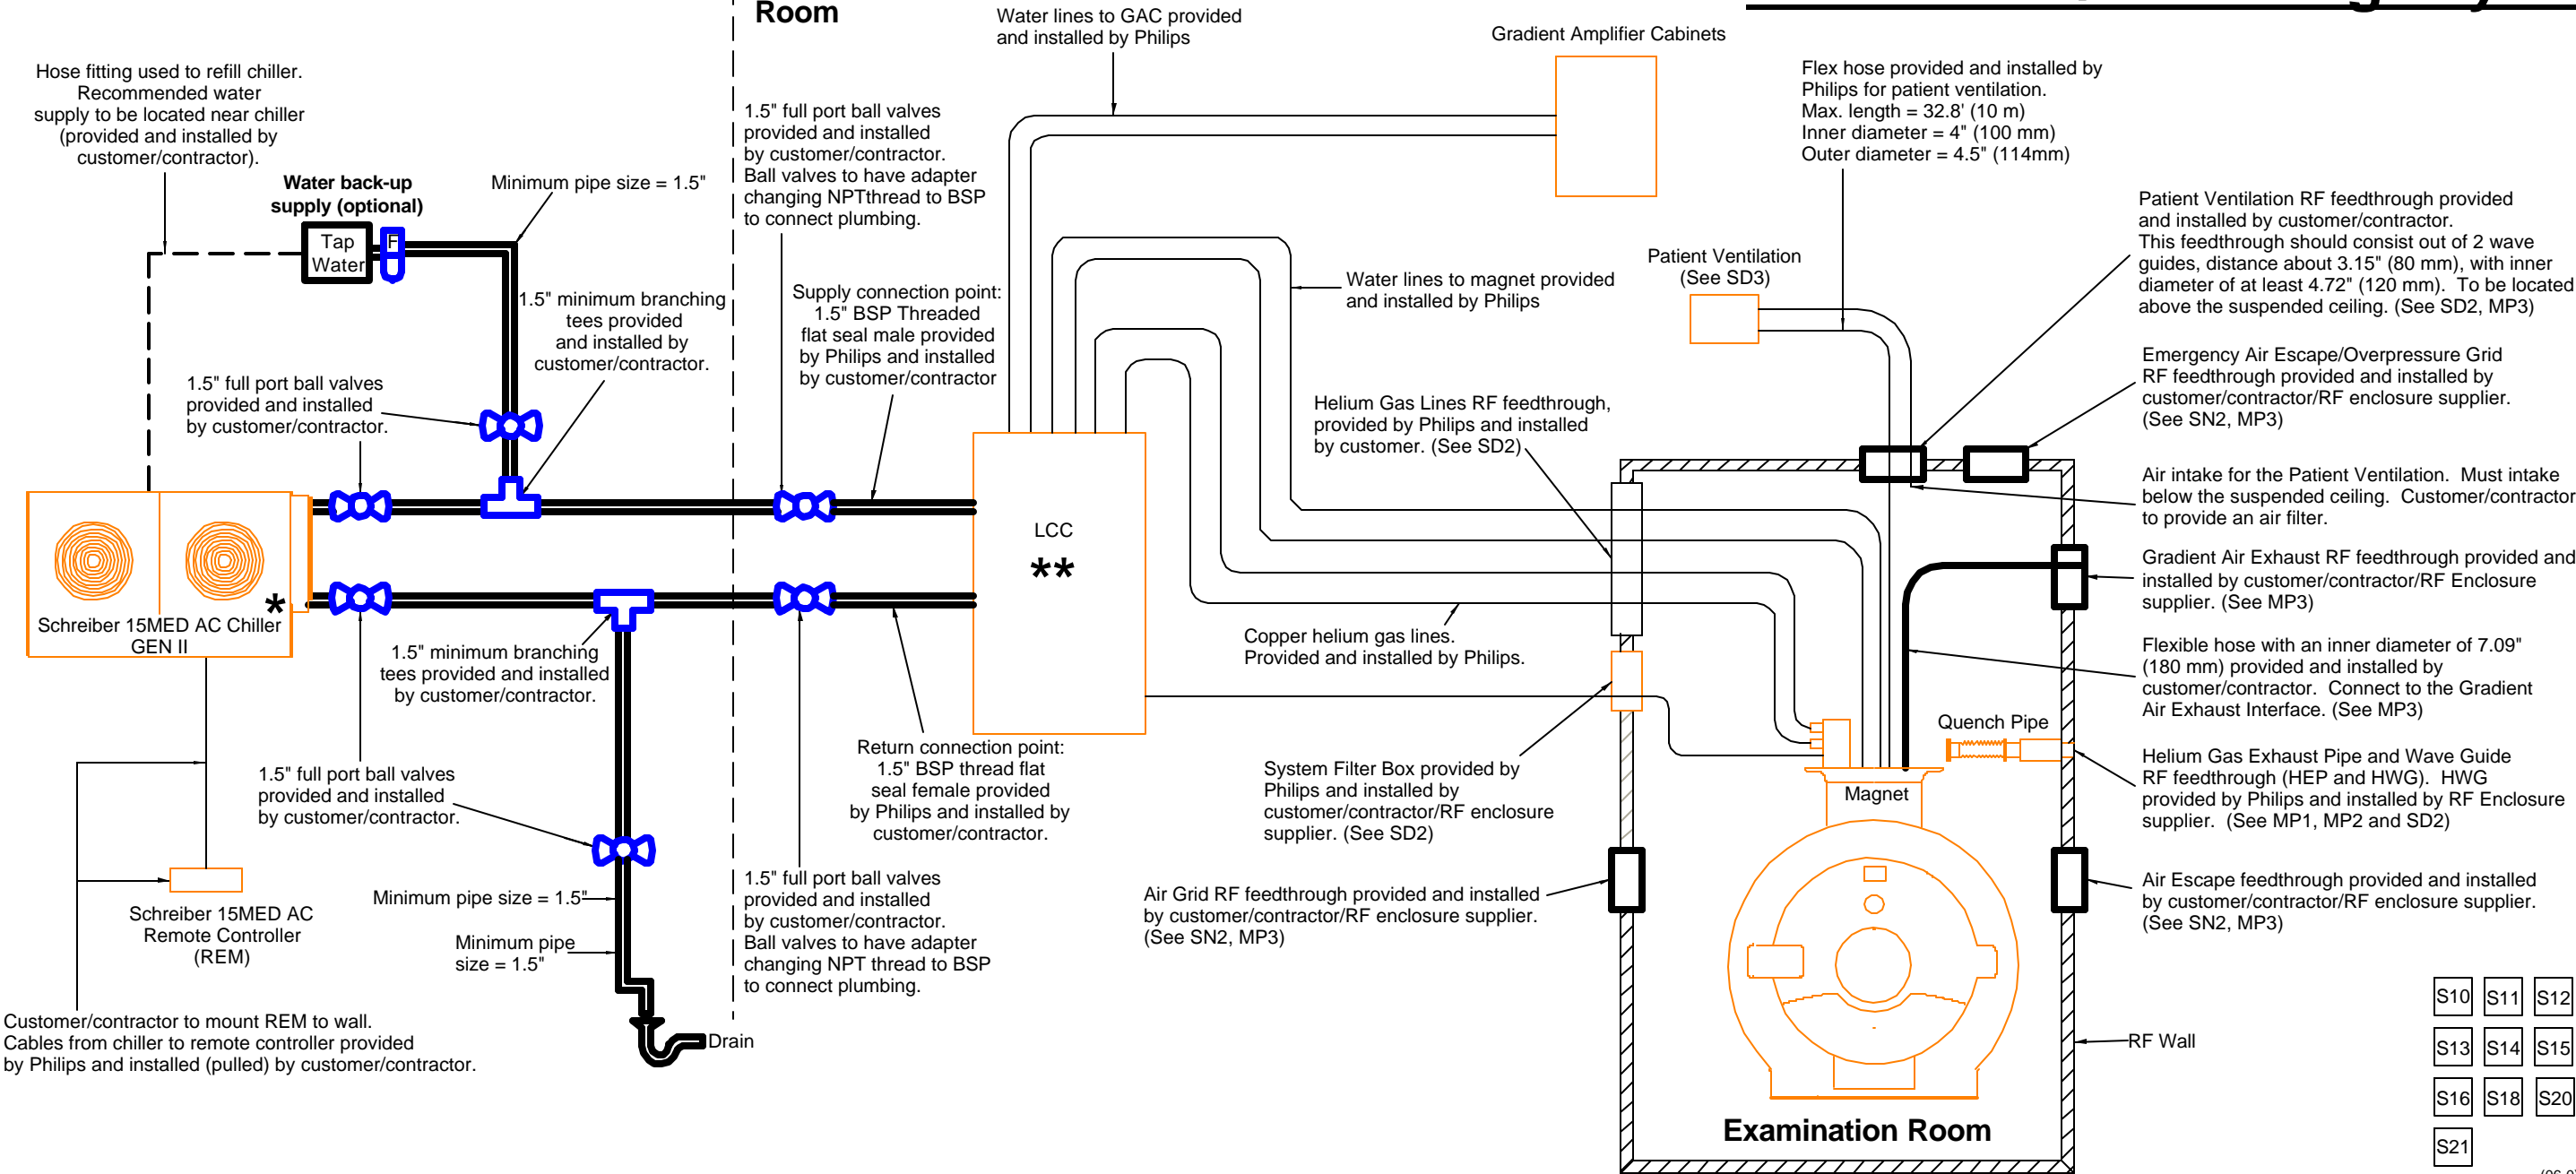 Room
Water lines to GAC provided
and installed by Philips
Gradient Amplifier Cabinets
Hose fitting used to refill chiller.
Recommended water
supply to be located near chiller
(provided and installed by
customer/contractor).
Flex hose provided and installed by
Philips for patient ventilation.
Max. length = 32.8' (10 m)
Inner diameter = 4" (100 mm)
Outer diameter = 4.5" (114mm)
1.5" full port ball valves
provided and installed
by customer/contractor.
Ball valves to have adapter
changing NPTthread to BSP
to connect plumbing.
Water back-up
supply (optional)
Minimum pipe size = 1.5"
Tap
Water
F
Patient Ventilation RF feedthrough provided
and installed by customer/contractor.
This feedthrough should consist out of 2 wave
guides, distance about 3.15" (80 mm), with inner
diameter of at least 4.72" (120 mm). To be located
above the suspended ceiling. (See SD2, MP3)
Patient Ventilation
(See SD3)
Water lines to magnet provided
and installed by Philips
1.5" minimum branching
tees provided
and installed by
customer/contractor.
Supply connection point:
1.5" BSP Threaded
flat seal male provided
by Philips and installed
by customer/contractor
Emergency Air Escape/Overpressure Grid
RF feedthrough provided and installed by
customer/contractor/RF enclosure supplier.
(See SN2, MP3)
1.5" full port ball valves
provided and installed
by customer/contractor.
Helium Gas Lines RF feedthrough,
provided by Philips and installed
by customer. (See SD2)
Air intake for the Patient Ventilation. Must intake
below the suspended ceiling. Customer/contractor
to provide an air filter.
LCC
**
Gradient Air Exhaust RF feedthrough provided and
installed by customer/contractor/RF Enclosure
supplier. (See MP3)
*
Schreiber 15MED AC Chiller
GEN II
1.5" minimum branching
tees provided and installed
by customer/contractor.
Copper helium gas lines.
Provided and installed by Philips.
Flexible hose with an inner diameter of 7.09"
(180 mm) provided and installed by
customer/contractor. Connect to the Gradient
Air Exhaust Interface. (See MP3)
Quench Pipe
Return connection point:
1.5" BSP thread flat
seal female provided
by Philips and installed by
customer/contractor.
1.5" full port ball valves
provided and installed
by customer/contractor.
System Filter Box provided by
Philips and installed by
customer/contractor/RF enclosure
supplier. (See SD2)
Helium Gas Exhaust Pipe and Wave Guide
RF feedthrough (HEP and HWG). HWG
provided by Philips and installed by RF Enclosure
supplier. (See MP1, MP2 and SD2)
Magnet
1.5" full port ball valves
provided and installed
by customer/contractor.
Ball valves to have adapter
changing NPT thread to BSP
to connect plumbing.
Minimum pipe size = 1.5"
Minimum pipe
size = 1.5"
Schreiber 15MED AC
Remote Controller
(REM)
Air Grid RF feedthrough provided and installed
by customer/contractor/RF enclosure supplier.
(See SN2, MP3)
Air Escape feedthrough provided and installed
by customer/contractor/RF enclosure supplier.
(See SN2, MP3)
Customer/contractor to mount REM to wall.
Cables from chiller to remote controller provided
by Philips and installed (pulled) by customer/contractor.
Drain
RF Wall
Examination Room
S10 S11 S12
S13 S14 S15
S16 S18 S20
S21